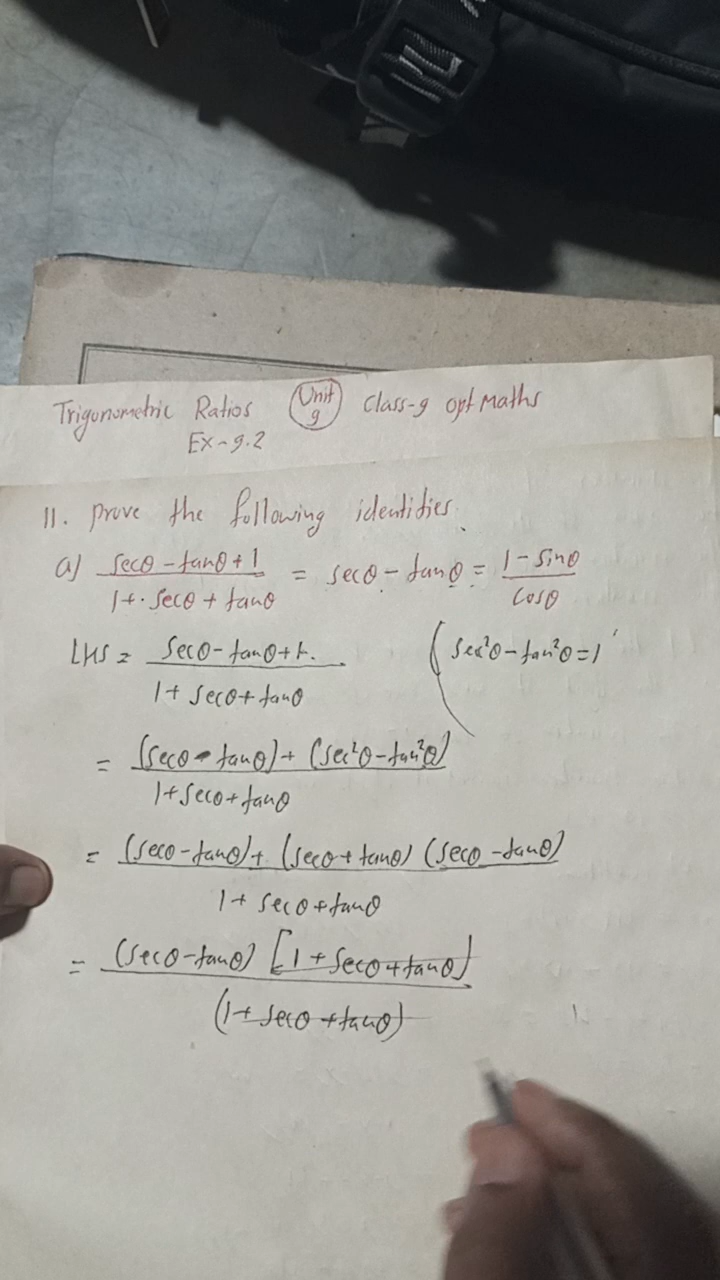 Trigonometric Ratios Unit 9 Class-9 opt Maths
Ex-9.2
11. prove the following identities.
a) secθ - tanθ + 1 / 1 + secθ + tanθ = secθ - tanθ = 1 - sinθ / cosθ
LHS = secθ - tanθ + 1 / 1 + secθ + tanθ (sec²θ - tan²θ = 1
= (secθ - tanθ) + (sec²θ - tan²θ) / 1 + secθ + tanθ
= (secθ - tanθ) + (secθ + tanθ) (secθ - tanθ) / 1 + secθ + tanθ
= (secθ - tanθ) [1 + secθ + tanθ] / (1 + secθ + tanθ)